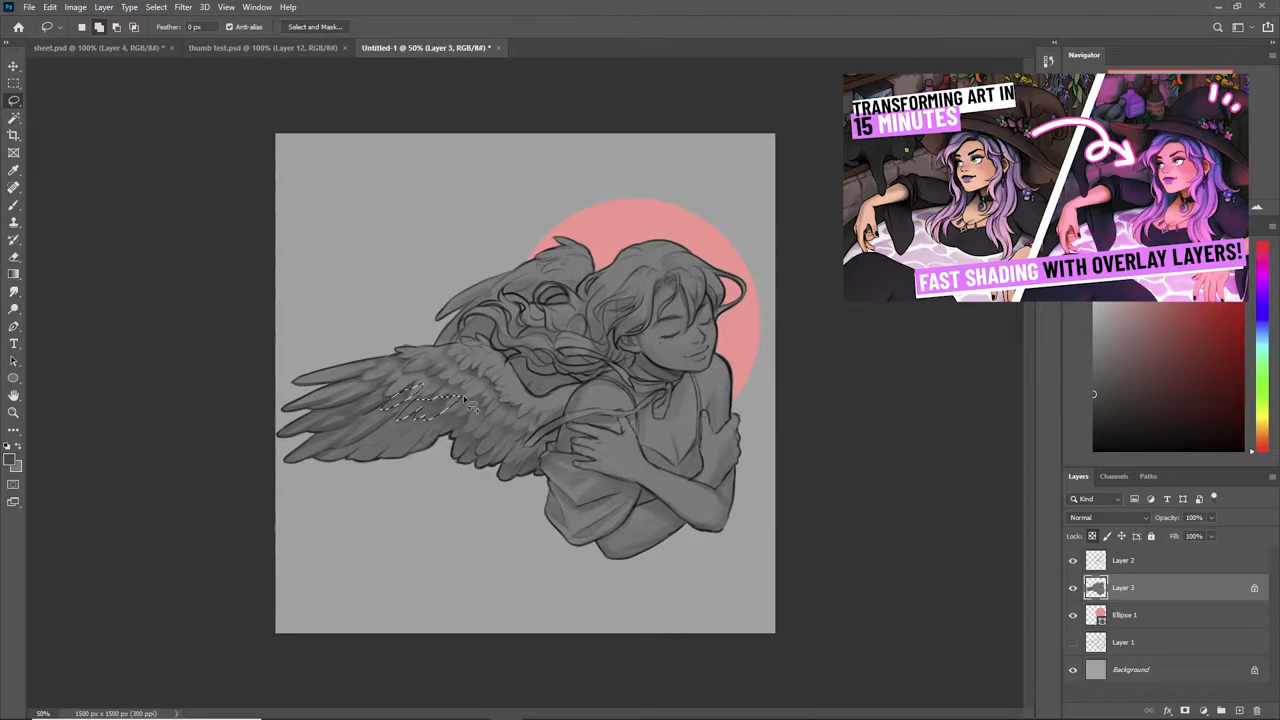 Ps File Edit Image Layer Type Select Filter 3D View Window Help
Feather: 0 px Anti-alias Select and Mask...
sheet.psd @ 100% (Layer 4, RGB/8#) * × thumb test.psd @ 100% (Layer 12, RGB/8#) × Untitled-1 @ 50% (Layer 3, RGB/8#) * ×
Navigator
TRANSFORMING ART IN
15 MINUTES
FAST SHADING WITH OVERLAY LAYERS!
Layers Channels Paths
Kind
Normal Opacity: 100%
Lock: Fill: 100%
Layer 2
Layer 3
Ellipse 1
Layer 1
Background
50% 1500 px x 1500 px (300 ppi)